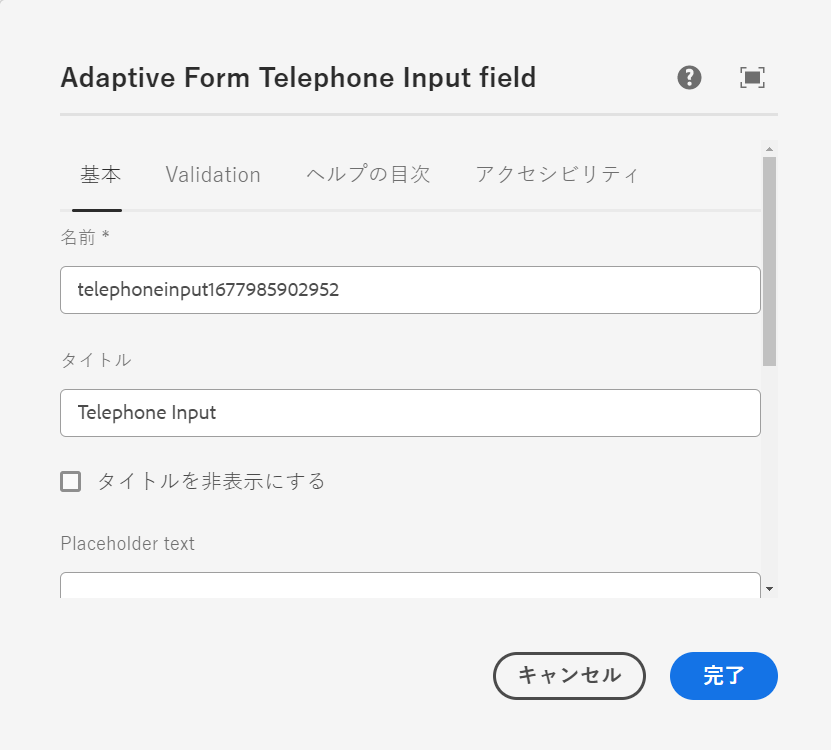 Adaptive Form Telephone Input field
基本 Validation ヘルプの目次 アクセシビリティ
名前 *
telephoneinput1677985902952
タイトル
Telephone Input
タイトルを非表示にする
Placeholder text
キャンセル 完了